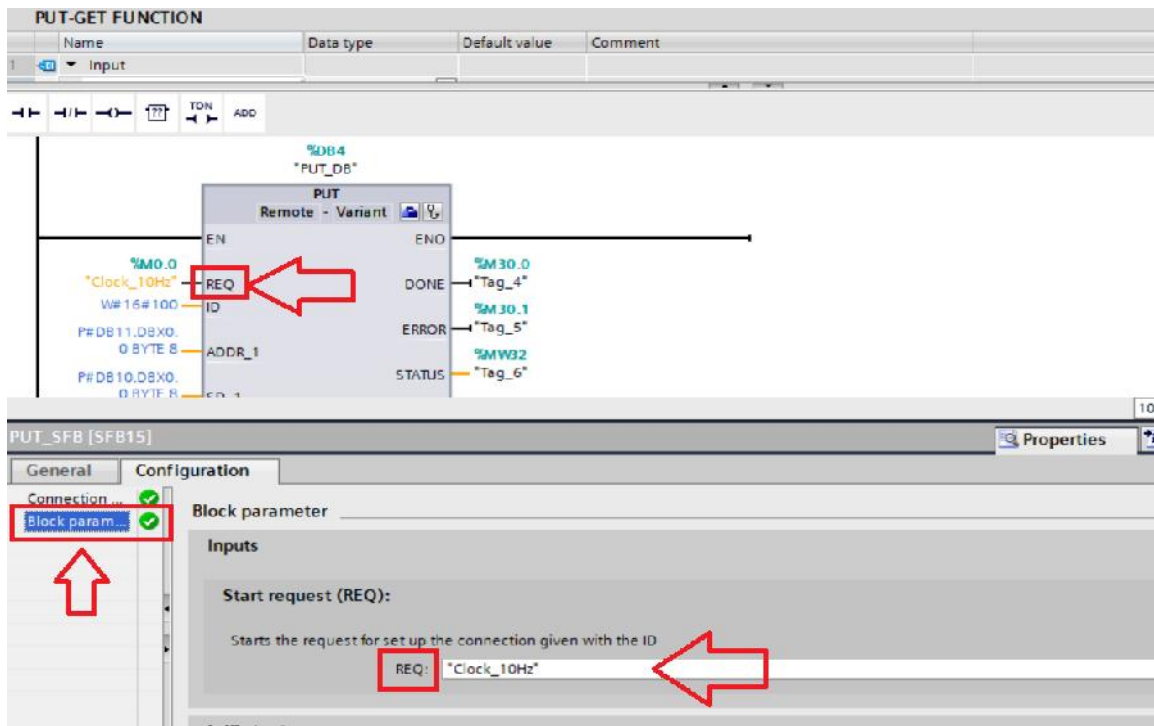 PUT-GET FUNCTION
Name Data type Default value Comment
1 Input
?? TON ADD
%DB4
"PUT_DB"
PUT
Remote - Variant
EN ENO
%M0.0 %M30.0
"Clock_10Hz" REQ DONE "Tag_4"
W#16#100 ID %M30.1
P#DB11.DBX0. ERROR "Tag_5"
0 BYTE 8 ADDR_1 %MW32
P#DB10.DBX0. STATUS "Tag_6"
0 BYTE 8
10
PUT_SFB [SFB15] Properties
General Configuration
Connection ...
Block param... Block parameter
Inputs
Start request (REQ):
Starts the request for set up the connection given with the ID
REQ: "Clock_10Hz"